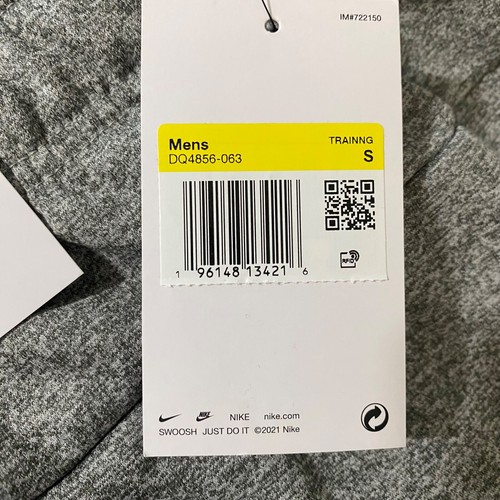 IM#722150
Mens TRAINNG
DQ4856-063 S
RFID
1 96148 13421 6
NIKE NIKE nike.com
SWOOSH JUST DO IT ©2021 Nike